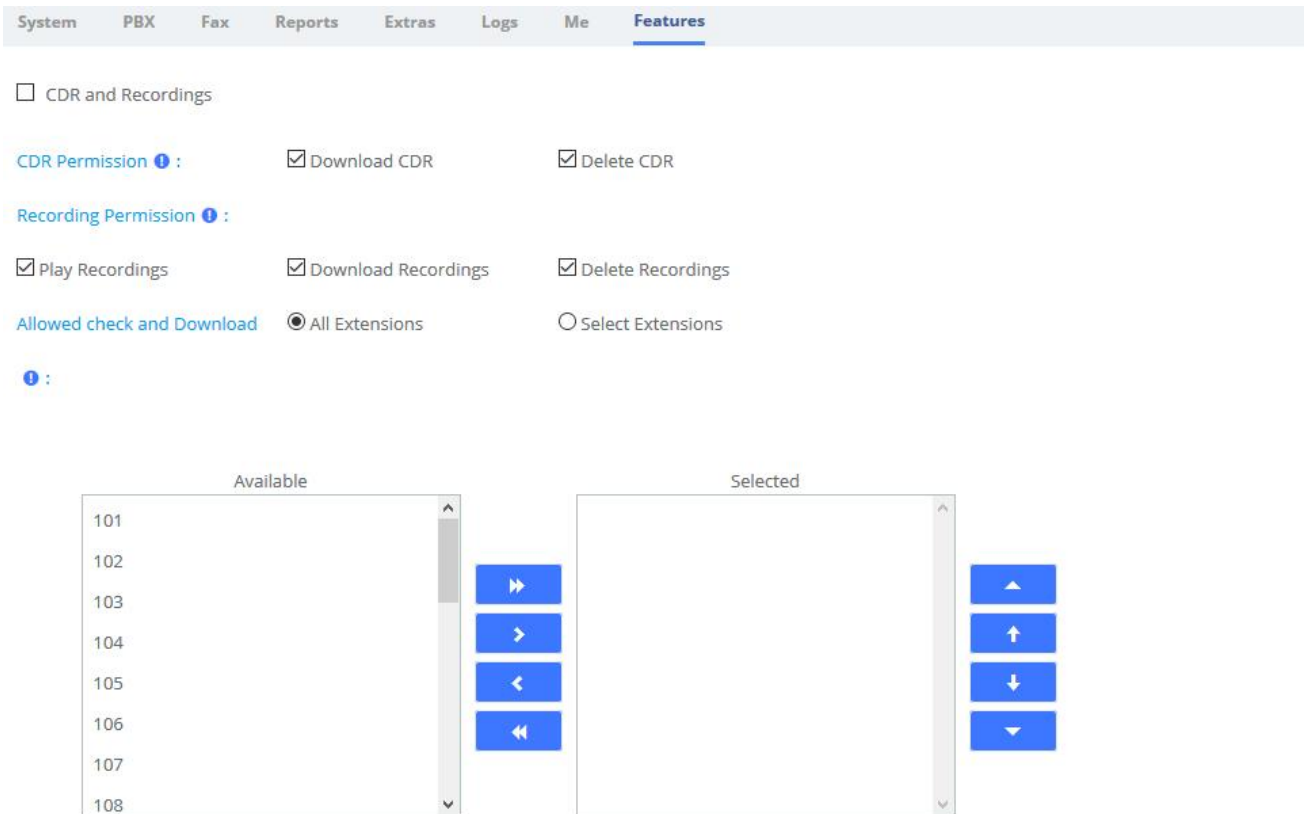 System PBX Fax Reports Extras Logs Me Features
CDR and Recordings
CDR Permission ! : Download CDR Delete CDR
Recording Permission ! :
Play Recordings Download Recordings Delete Recordings
Allowed check and Download All Extensions Select Extensions
! :
Available Selected
101
102
103
104
105
106
107
108